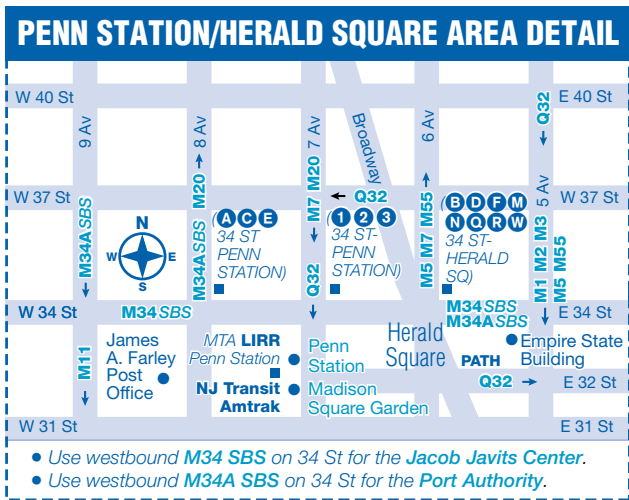 PENN STATION/HERALD SQUARE AREA DETAIL
W 40 St
E 40 St
9 Av
8 Av
7 Av
Broadway
6 Av
5 Av
Q32
M20
M7 M20
Q32
W 37 St
E 37 St
W 37 St
M34A SBS
N
W E
S
M34A SBS
(A C E
34 ST
PENN
STATION)
(1 2 3
34 ST-
PENN
STATION)
Q32
M5 M7 M55
(B D F M
N Q R W
34 ST-
HERALD
SQ)
M1 M2 M3
M5 M55
W 34 St
M34 SBS
M34 SBS
M34A SBS
E 34 St
M11
James
A. Farley
Post
Office
MTA LIRR
Penn Station
NJ Transit
Amtrak
Penn
Station
Madison
Square Garden
Herald
Square
PATH
Empire State
Building
Q32
E 32 St
W 31 St
E 31 St
• Use westbound M34 SBS on 34 St for the Jacob Javits Center.
• Use westbound M34A SBS on 34 St for the Port Authority.